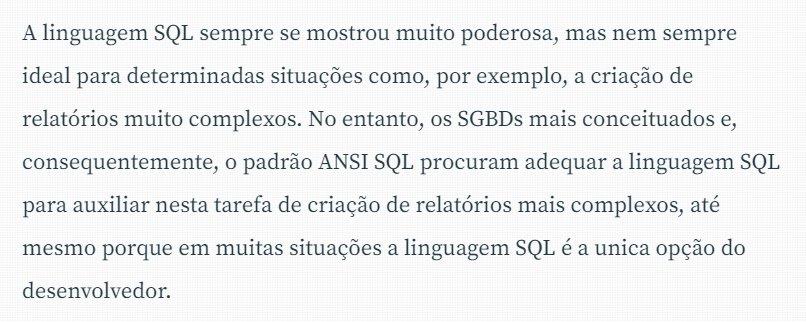 A linguagem SQL sempre se mostrou muito poderosa, mas nem sempre
ideal para determinadas situações como, por exemplo, a criação de
relatórios muito complexos. No entanto, os SGBDs mais conceituados e,
consequentemente, o padrão ANSI SQL procuram adequar a linguagem SQL
para auxiliar nesta tarefa de criação de relatórios mais complexos, até
mesmo porque em muitas situações a linguagem SQL é a unica opção do
desenvolvedor.